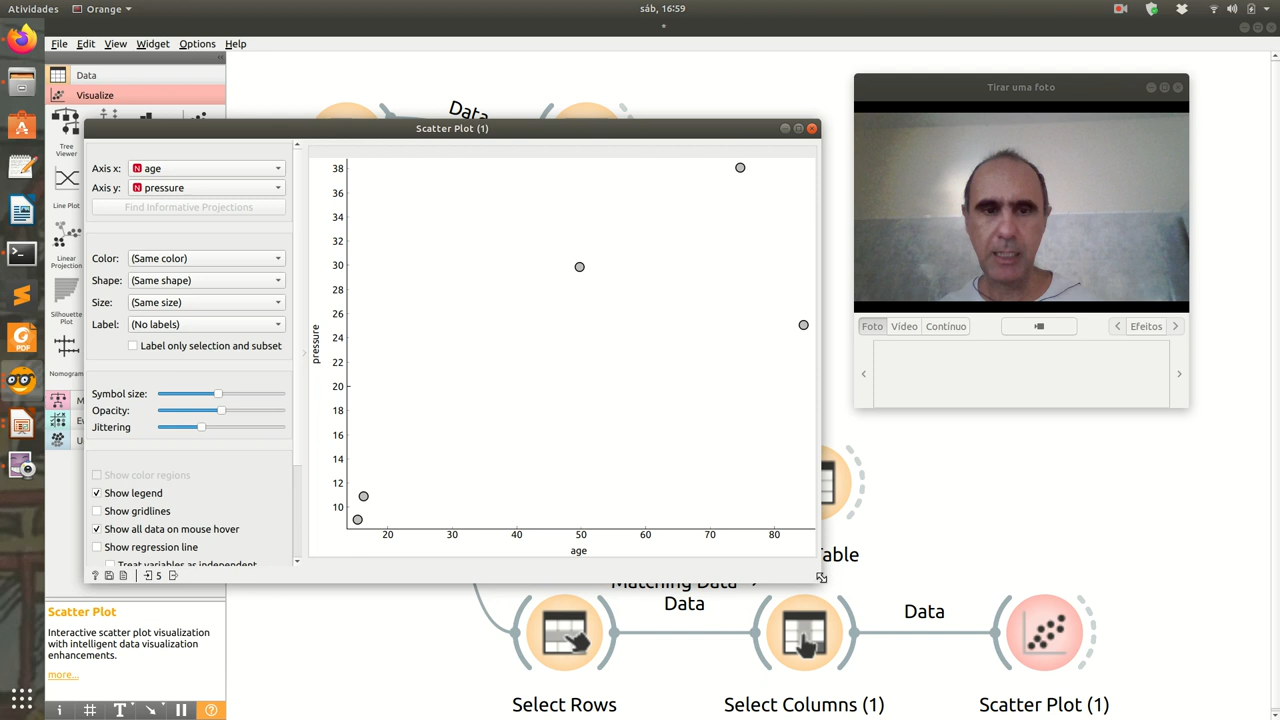 Atividades
Orange
sáb, 16:59
File Edit View Widget Options Help
Data
Visualize
Tree
Viewer
Line Plot
Linear
Projection
Silhouette
Plot
Nomogram
Data
Scatter Plot (1)
Axis x: N age
Axis y: N pressure
Find Informative Projections
Color: (Same color)
Shape: (Same shape)
Size: (Same size)
Label: (No labels)
Label only selection and subset
Symbol size:
Opacity:
Jittering
Show color regions
Show legend
Show gridlines
Show all data on mouse hover
Show regression line
Treat variables as independent
5
pressure
38
36
34
32
30
28
26
24
22
20
18
16
14
12
10
20 30 40 50 60 70 80
age
Tirar uma foto
Foto Vídeo Contínuo
Efeitos
PDF
Table
Matching Data
Data
Data
Select Rows
Select Columns (1)
Scatter Plot (1)
Scatter Plot
Interactive scatter plot visualization
with intelligent data visualization
enhancements.
more...